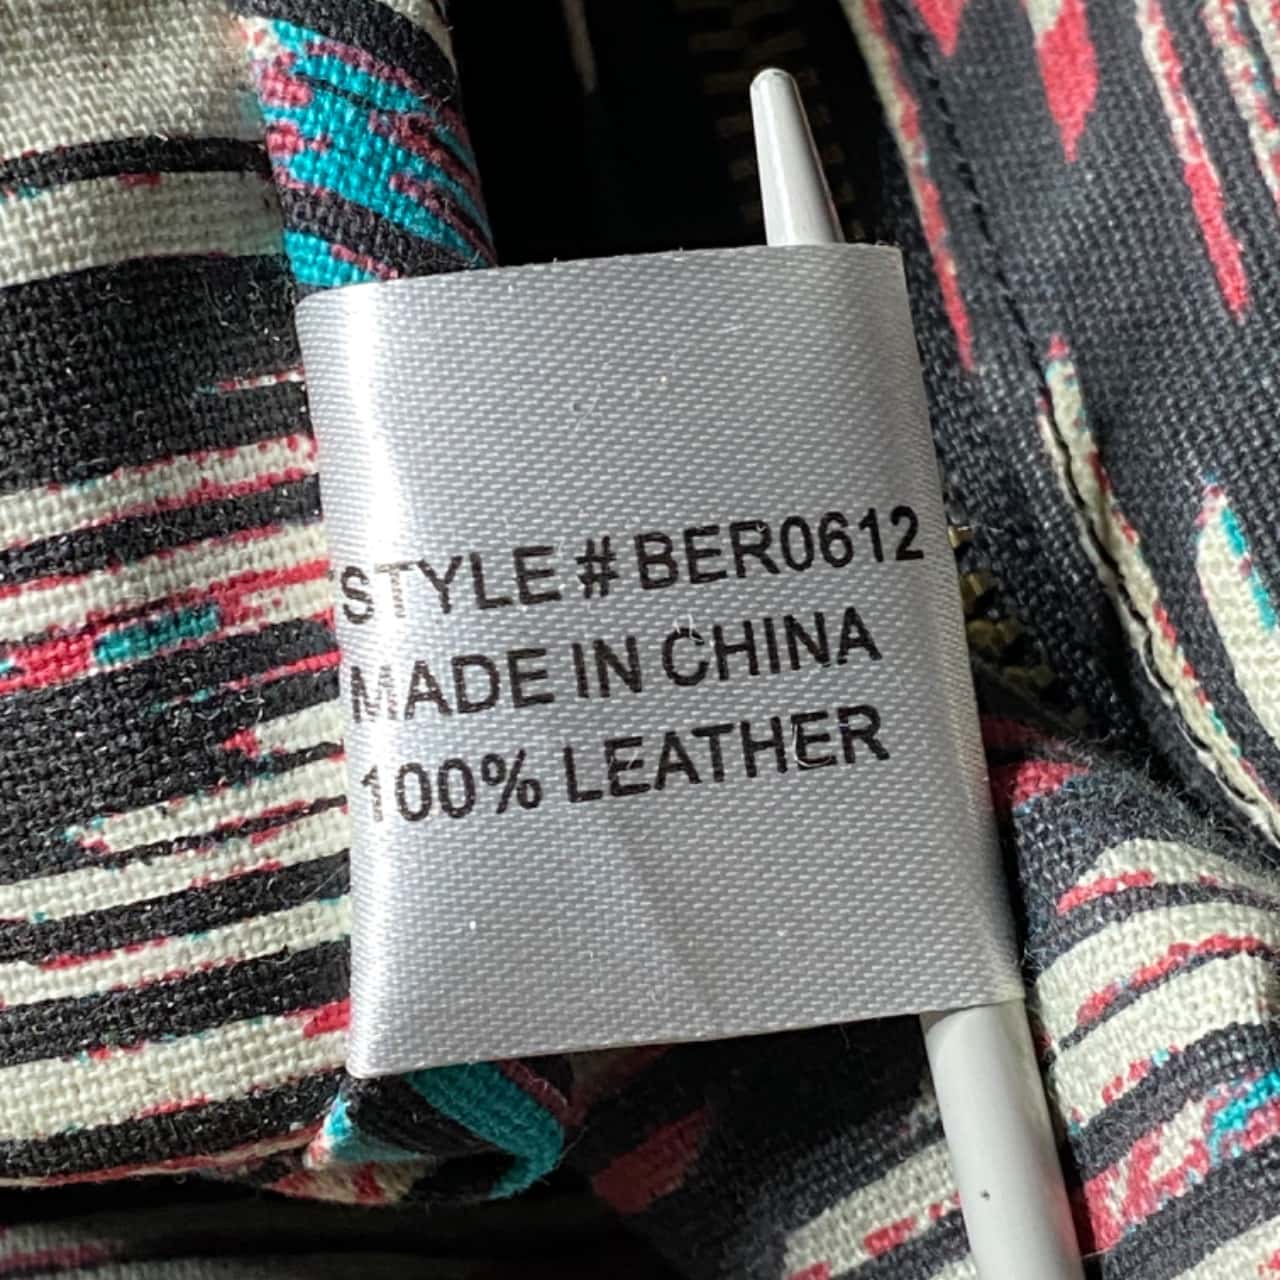 STYLE # BER0612
MADE IN CHINA
100% LEATHER